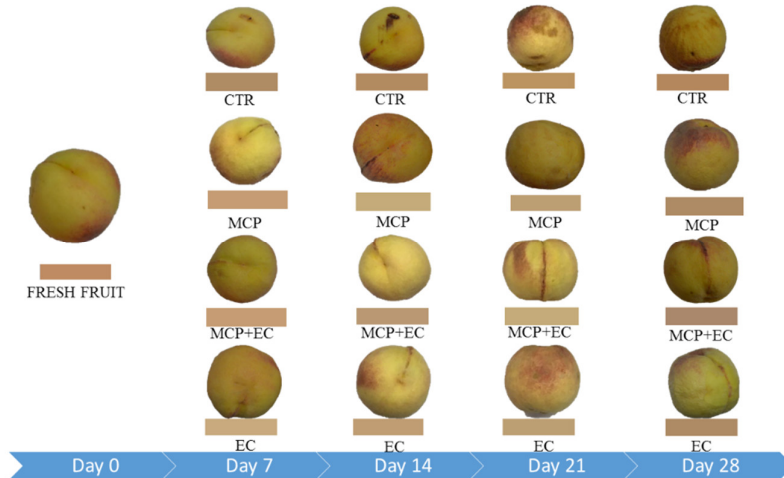 CTR CTR CTR CTR
MCP MCP MCP MCP
FRESH FRUIT
MCP+EC MCP+EC MCP+EC MCP+EC
EC EC EC EC
Day 0 Day 7 Day 14 Day 21 Day 28